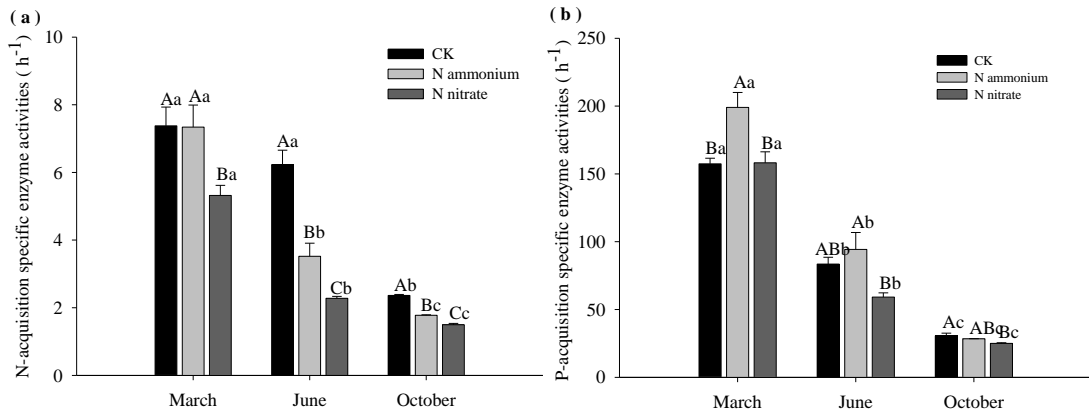 ( a )
N-acquisition specific enzyme activities ( h-1)
10
8
6
4
2
0
CK
N ammonium
N nitrate
Aa Aa Ba
Aa Bb Cb
Ab Bc Cc
March June October
( b )
P-acquisition specific enzyme activities ( h-1)
250
200
150
100
50
0
CK
N ammonium
N nitrate
Ba Aa Ba
ABb Ab Bb
Ac ABc Bc
March June October